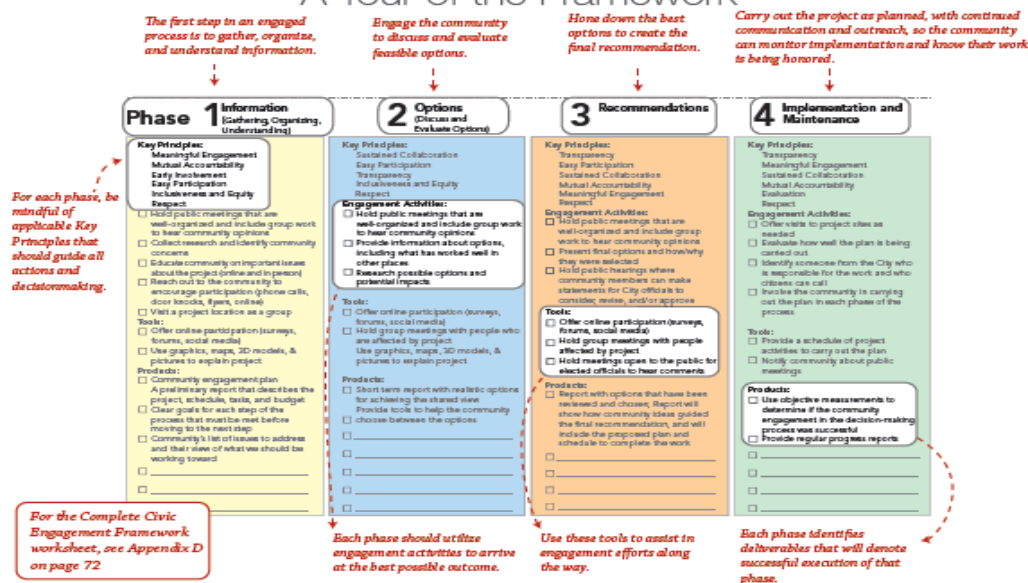 A Tour of the Framework
The first step in an engaged
process is to gather, organize,
and understand information.
Engage the community
to discuss and evaluate
feasible options.
Hone down the best
options to create the
final recommendation.
Carry out the project as planned, with continued
communication and outreach, so the community
can monitor implementation and know their work
is being honored.
Phase 1 Information
(Gathering, Organizing,
Understanding)
2 Options
(Discuss and
Evaluate Options)
3 Recommendations
4 Implementation and
Maintenance
For each phase, be
mindful of
applicable Key
Principles that
should guide all
actions and
decisionmaking.
Key Principles:
Meaningful Engagement
Mutual Accountability
Early Involvement
Easy Participation
Inclusiveness and Equity
Respect
Hold public meetings that are
well-organized and include group work
to hear community opinions
Collect research and identify community
concerns
Educate community on important issues
about the project (online and in person)
Reach out to the community to
encourage participation (phone calls,
door knocks, flyers, online)
Visit a project location as a group
Tools:
Offer online participation (surveys,
forums, social media)
Use graphics, maps, 3D models, &
pictures to explain project
Products:
Community engagement plan
A preliminary report that describes the
project, schedule, tasks, and budget
Clear goals for each step of the
process that must be met before
moving to the next step
Community's list of issues to address
and their view of what we should be
working toward
Key Principles:
Sustained Collaboration
Easy Participation
Transparency
Inclusiveness and Equity
Respect
Engagement Activities:
Hold public meetings that are
well-organized and include group work
to hear community opinions
Provide information about options,
including what has worked well in
other places
Research possible options and
potential impacts
Tools:
Offer online participation (surveys,
forums, social media)
Hold group meetings with people who
are affected by project
Use graphics, maps, 3D models, &
pictures to explain project
Products:
Short term report with realistic options
for achieving the shared view
Provide tools to help the community
choose between the options
Key Principles:
Transparency
Easy Participation
Sustained Collaboration
Mutual Accountability
Meaningful Engagement
Respect
Engagement Activities:
Hold public meetings that are
well-organized and include group
work to hear community opinions
Present final options and how/why
they were selected
Hold public hearings where
community members can make
statements for City officials to
consider, revise, and/or approve
Tools:
Offer online participation (surveys,
forums, social media)
Hold group meetings with people
affected by project
Hold meetings open to the public for
elected officials to hear comments
Products:
Report with options that have been
reviewed and chosen; Report will
show how community ideas guided
the final recommendation, and will
include the proposed plan and
schedule to complete the work
Key Principles:
Transparency
Meaningful Engagement
Sustained Collaboration
Mutual Accountability
Evaluation
Respect
Engagement Activities:
Offer visits to project sites as
needed
Evaluate how well the plan is being
carried out
Identify someone from the City who
is responsible for the work and who
citizens can call
Involve the community in carrying
out the plan in each phase of the
process
Tools:
Provide a schedule of project
activities to carry out the plan
Notify community about public
meetings
Products:
Use objective measurements to
determine if the community
engagement in the decision-making
process was successful
Provide regular progress reports
For the Complete Civic
Engagement Framework
worksheet, see Appendix D
on page 72
Each phase should utilize
engagement activities to arrive
at the best possible outcome.
Use these tools to assist in
engagement efforts along
the way.
Each phase identifies
deliverables that will denote
successful execution of that
phase.